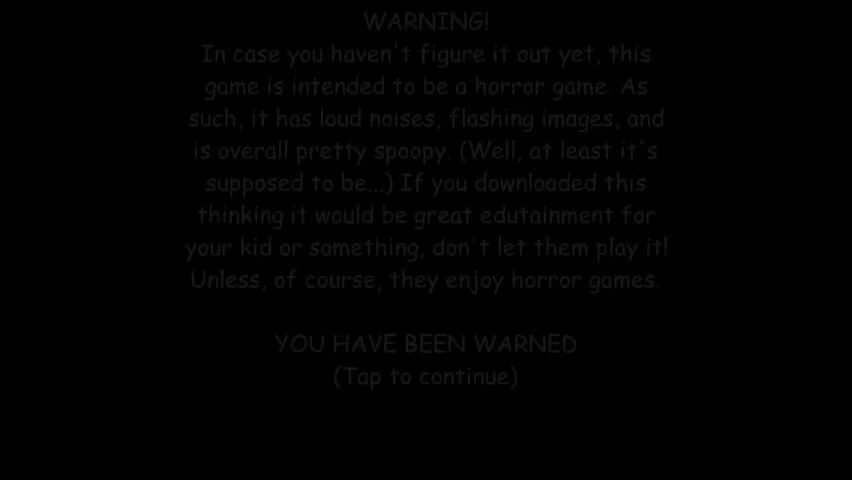 WARNING!
In case you haven't figure it out yet, this
game is intended to be a horror game. As
such, it has loud noises, flashing images, and
is overall pretty spoopy. (Well, at least it's
supposed to be...) If you downloaded this
thinking it would be great edutainment for
your kid or something, don't let them play it!
Unless, of course, they enjoy horror games.
YOU HAVE BEEN WARNED
(Tap to continue)